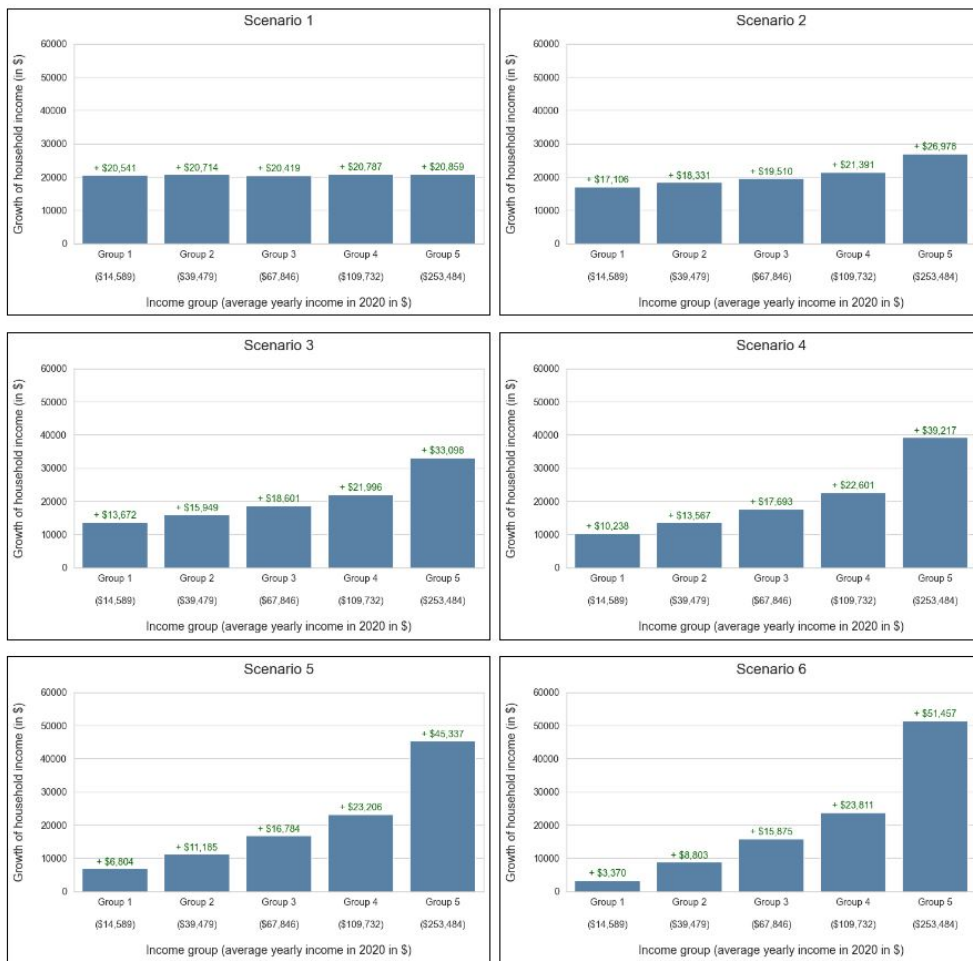 Scenario 1
Growth of household income (in $)
60000
50000
40000
30000
20000
10000
0
+ $20,541
+ $20,714
+ $20,419
+ $20,787
+ $20,859
Group 1
Group 2
Group 3
Group 4
Group 5
($14,589)
($39,479)
($67,846)
($109,732)
($253,484)
Income group (average yearly income in 2020 in $)
Scenario 2
Growth of household income (in $)
60000
50000
40000
30000
20000
10000
0
+ $17,106
+ $18,331
+ $19,510
+ $21,391
+ $26,978
Group 1
Group 2
Group 3
Group 4
Group 5
($14,589)
($39,479)
($67,846)
($109,732)
($253,484)
Income group (average yearly income in 2020 in $)
Scenario 3
Growth of household income (in $)
60000
50000
40000
30000
20000
10000
0
+ $13,672
+ $15,949
+ $18,601
+ $21,996
+ $33,098
Group 1
Group 2
Group 3
Group 4
Group 5
($14,589)
($39,479)
($67,846)
($109,732)
($253,484)
Income group (average yearly income in 2020 in $)
Scenario 4
Growth of household income (in $)
60000
50000
40000
30000
20000
10000
0
+ $10,238
+ $13,567
+ $17,693
+ $22,601
+ $39,217
Group 1
Group 2
Group 3
Group 4
Group 5
($14,589)
($39,479)
($67,846)
($109,732)
($253,484)
Income group (average yearly income in 2020 in $)
Scenario 5
Growth of household income (in $)
60000
50000
40000
30000
20000
10000
0
+ $6,804
+ $11,185
+ $16,784
+ $23,206
+ $45,337
Group 1
Group 2
Group 3
Group 4
Group 5
($14,589)
($39,479)
($67,846)
($109,732)
($253,484)
Income group (average yearly income in 2020 in $)
Scenario 6
Growth of household income (in $)
60000
50000
40000
30000
20000
10000
0
+ $3,370
+ $8,803
+ $15,875
+ $23,811
+ $51,457
Group 1
Group 2
Group 3
Group 4
Group 5
($14,589)
($39,479)
($67,846)
($109,732)
($253,484)
Income group (average yearly income in 2020 in $)